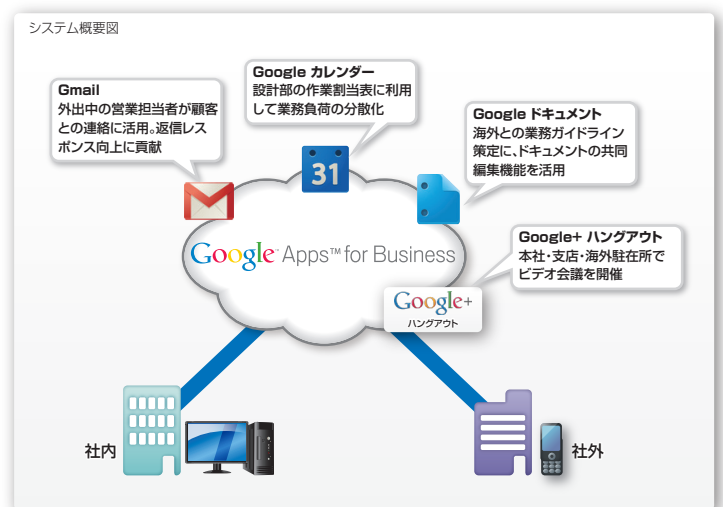 システム概要図
Gmail
外出中の営業担当者が顧客
との連絡に活用。返信レス
ポンス向上に貢献
Google カレンダー
設計部の作業割当表に利用
して業務負荷の分散化
Google ドキュメント
海外との業務ガイドライン
策定に、ドキュメントの共同
編集機能を活用
31
Google Apps™ for Business
Google+ ハングアウト
本社・支店・海外駐在所で
ビデオ会議を開催
Google+
ハングアウト
社内
社外